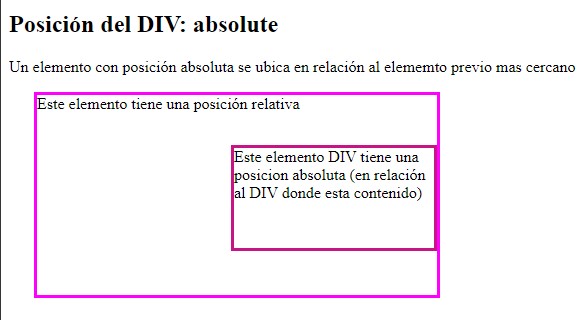 Posición del DIV: absolute
Un elemento con posición absoluta se ubica en relación al elememto previo mas cercano
Este elemento tiene una posición relativa
Este elemento DIV tiene una
posicion absoluta (en relación
al DIV donde esta contenido)